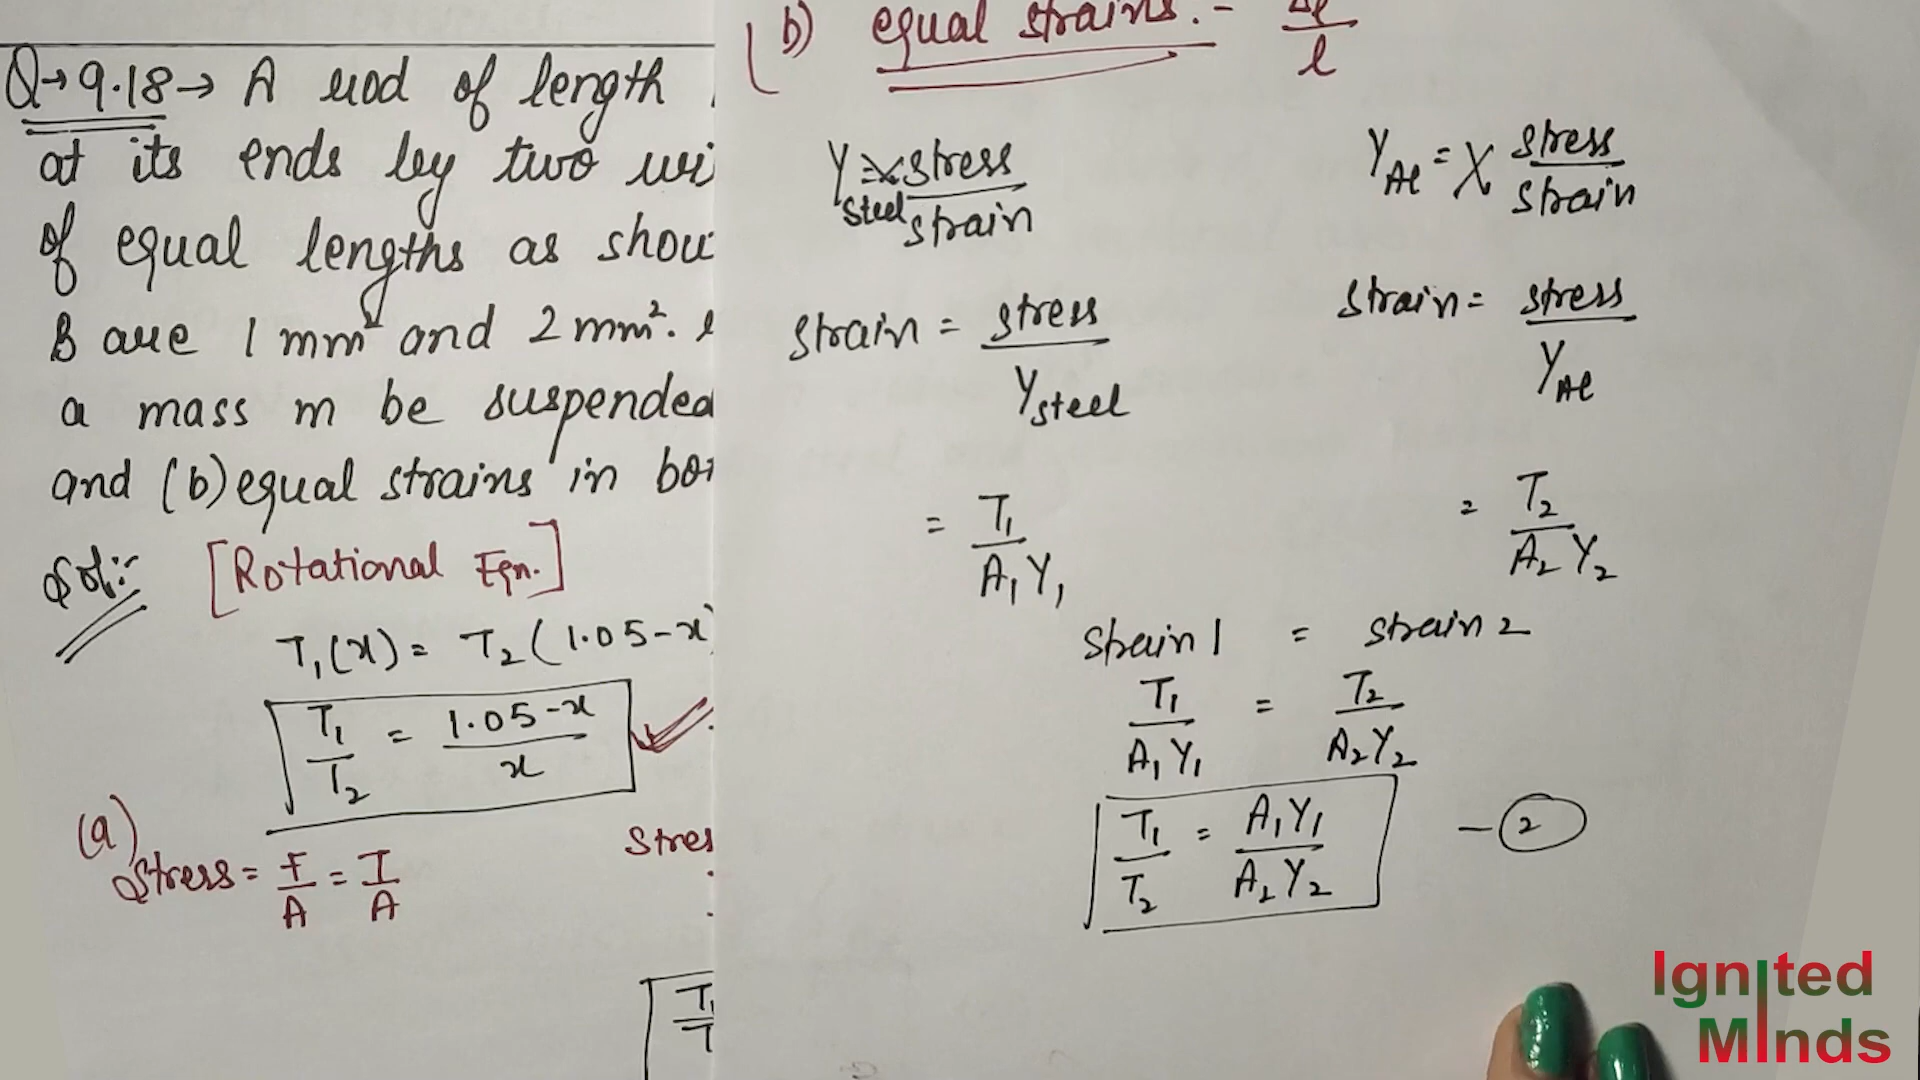 Q→9.18→ A rod of length
at its ends by two wi
of equal lengths as show
B are 1 mm² and 2 mm².
a mass m be suspended
and (b) equal strains in bot
Sol:-
[Rotational Eqn.]
T₁(x) = T₂(1.05-x)
T₁/T₂ = 1.05-x/x
(a)
Stress = F/A = T/A
Stres
T₁/T
b) equal strains:- Δl/l
Y steel = stress/strain
Y Al = stress/strain
strain = stress/Y steel
strain = stress/Y Al
= T₁/A₁Y₁
= T₂/A₂Y₂
Strain 1 = strain 2
T₁/A₁Y₁ = T₂/A₂Y₂
T₁/T₂ = A₁Y₁/A₂Y₂ -②
Ignited
Minds